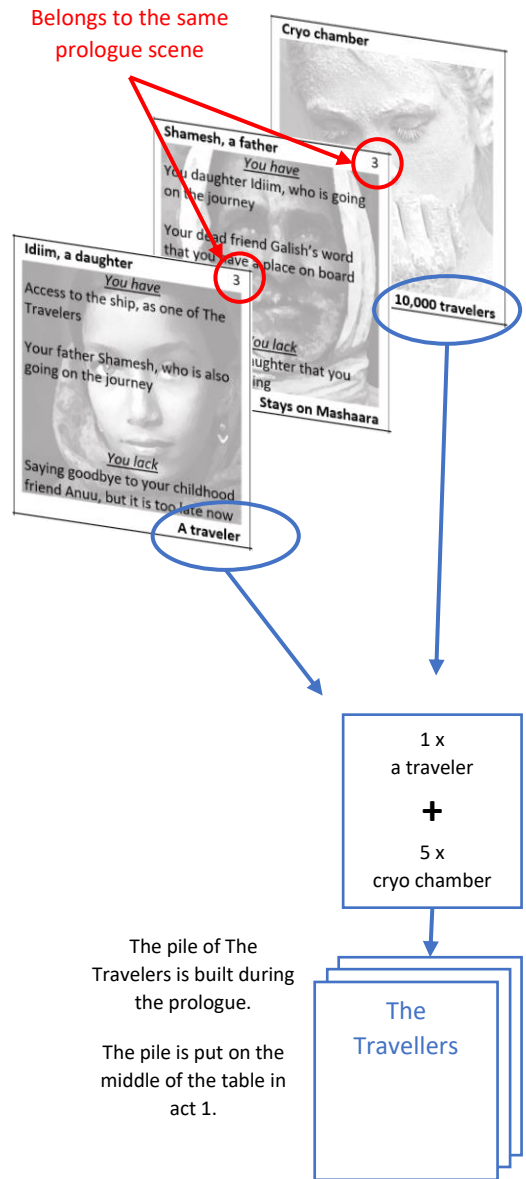 Belongs to the same
prologue scene
Cryo chamber
10,000 travelers
Shamesh, a father
3
You have
You daughter Idiim, who is going
on the journey
Your dead friend Galish's word
that you have a place on board
You lack
aughter that you
ing
Stays on Mashaara
Idiim, a daughter
3
You have
Access to the ship, as one of The
Travelers
Your father Shamesh, who is also
going on the journey
You lack
Saying goodbye to your childhood
friend Anuu, but it is too late now
A traveler
1 x
a traveler
+
5 x
cryo chamber
The pile of The
Travelers is built during
the prologue.
The pile is put on the
middle of the table in
act 1.
The
Travellers